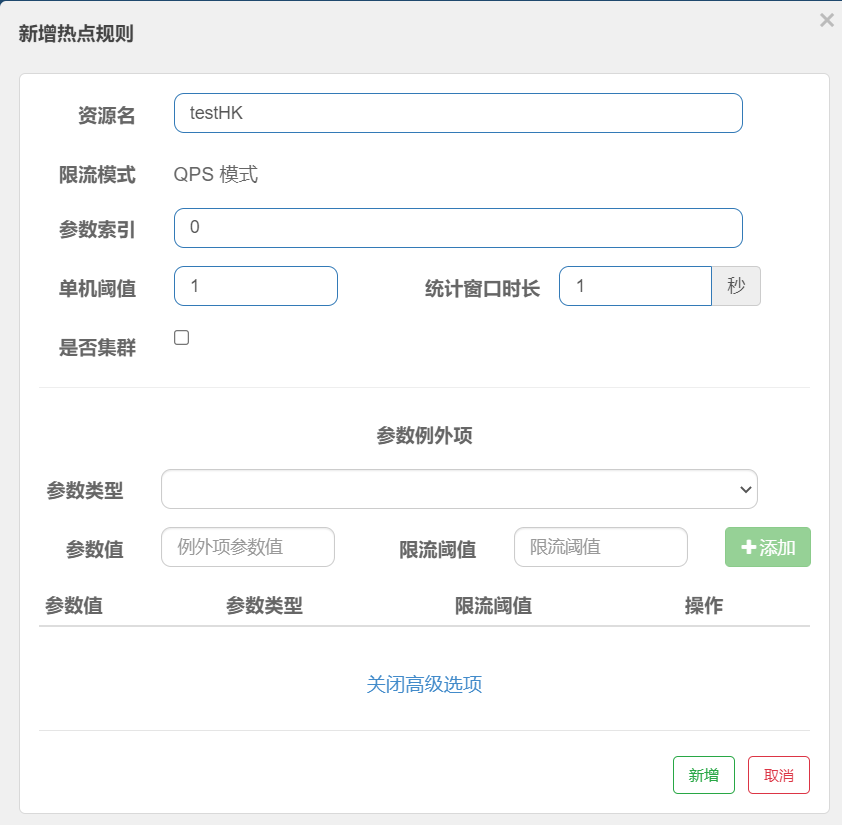 新增热点规则
资源名 testHK
限流模式 QPS 模式
参数索引 0
单机阈值 1 统计窗口时长 1 秒
是否集群
参数例外项
参数类型
参数值 例外项参数值 限流阈值 限流阈值 添加
参数值 参数类型 限流阈值 操作
关闭高级选项
新增 取消